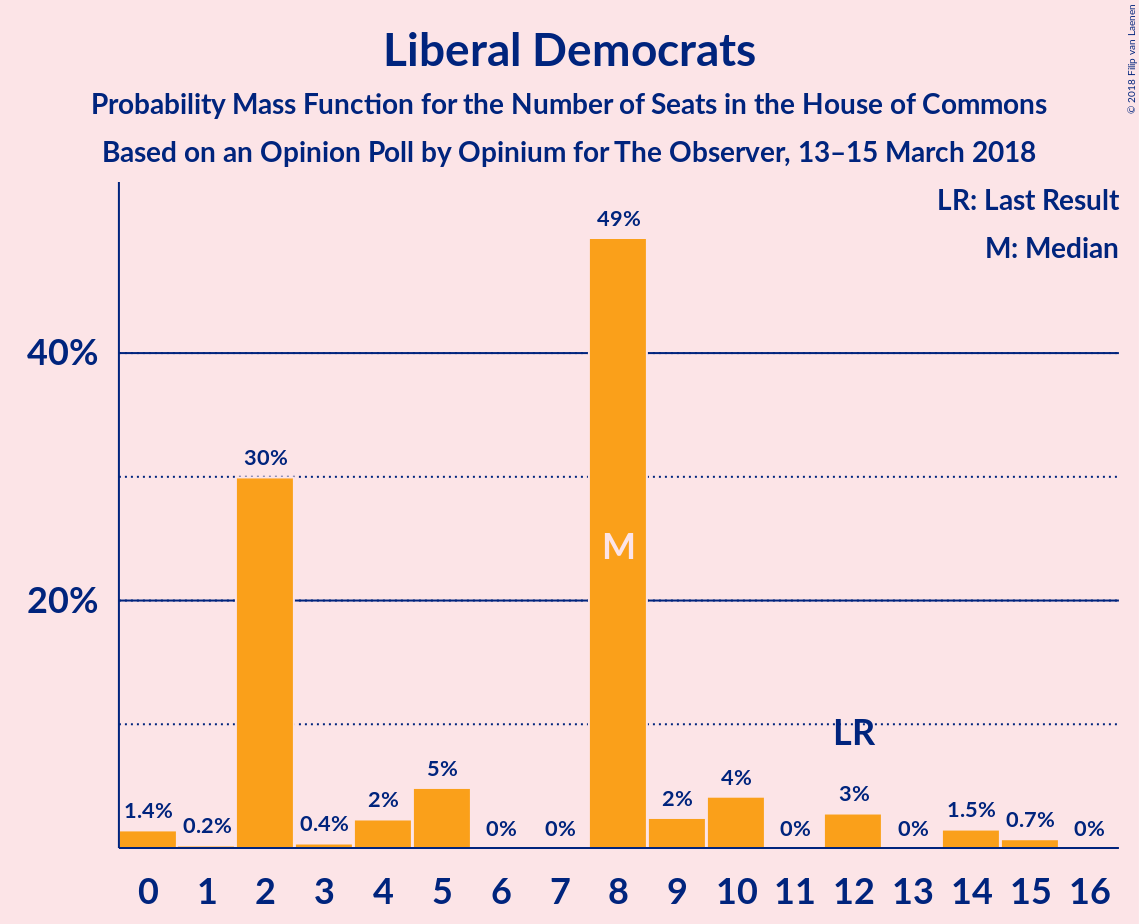 Liberal Democrats
Probability Mass Function for the Number of Seats in the House of Commons
Based on an Opinion Poll by Opinium for The Observer, 13–15 March 2018
© 2018 Filip van Laenen
LR: Last Result
M: Median
49%
40%
30%
M
20%
LR
1.4% 0.2% 0.4% 2% 5% 0% 0% 2% 4% 0% 3% 0% 1.5% 0.7% 0%
0 1 2 3 4 5 6 7 8 9 10 11 12 13 14 15 16